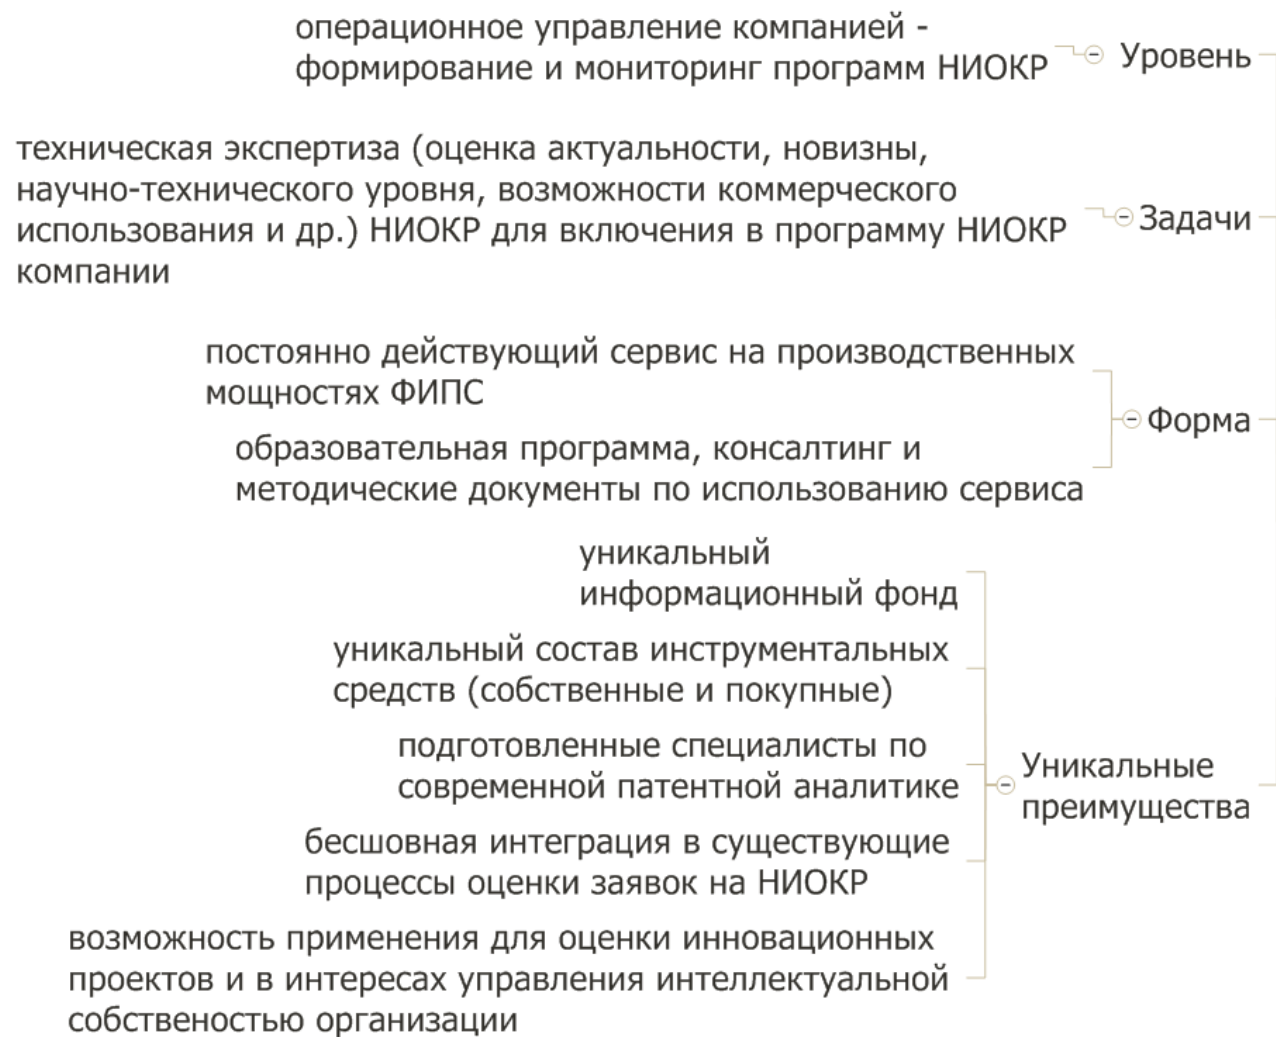 операционное управление компанией -
формирование и мониторинг программ НИОКР
Уровень
техническая экспертиза (оценка актуальности, новизны,
научно-технического уровня, возможности коммерческого
использования и др.) НИОКР для включения в программу НИОКР
компании
Задачи
постоянно действующий сервис на производственных
мощностях ФИПС
образовательная программа, консалтинг и
методические документы по использованию сервиса
Форма
уникальный
информационный фонд
уникальный состав инструментальных
средств (собственные и покупные)
подготовленные специалисты по
современной патентной аналитике
бесшовная интеграция в существующие
процессы оценки заявок на НИОКР
возможность применения для оценки инновационных
проектов и в интересах управления интеллектуальной
собственостью организации
Уникальные
преимущества